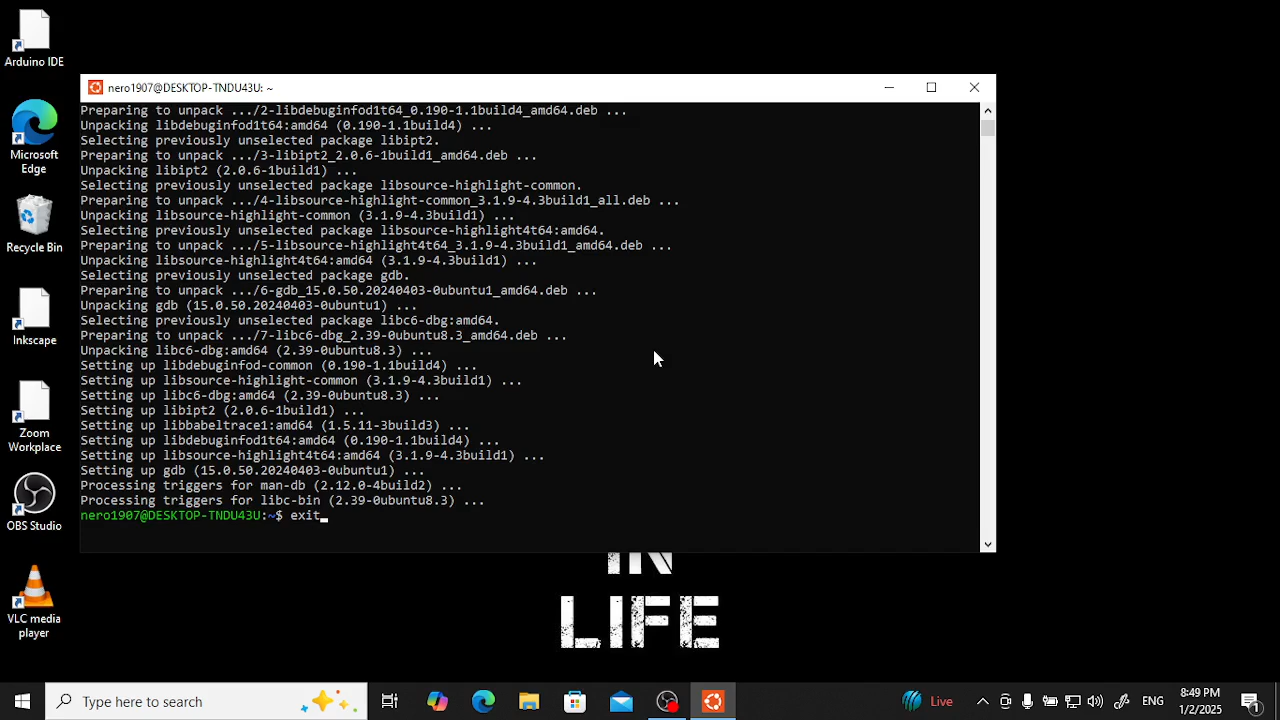 Arduino IDE
Microsoft
Edge
Recycle Bin
Inkscape
Zoom
Workplace
OBS Studio
VLC media
player
nero1907@DESKTOP-TNDU43U: ~
Preparing to unpack .../2-libdebuginfod1t64_0.190-1.1build4_amd64.deb ...
Unpacking libdebuginfod1t64:amd64 (0.190-1.1build4) ...
Selecting previously unselected package libipt2.
Preparing to unpack .../3-libipt2_2.0.6-1build1_amd64.deb ...
Unpacking libipt2 (2.0.6-1build1) ...
Selecting previously unselected package libsource-highlight-common.
Preparing to unpack .../4-libsource-highlight-common_3.1.9-4.3build1_all.deb ...
Unpacking libsource-highlight-common (3.1.9-4.3build1) ...
Selecting previously unselected package libsource-highlight4t64:amd64.
Preparing to unpack .../5-libsource-highlight4t64_3.1.9-4.3build1_amd64.deb ...
Unpacking libsource-highlight4t64:amd64 (3.1.9-4.3build1) ...
Selecting previously unselected package gdb.
Preparing to unpack .../6-gdb_15.0.50.20240403-0ubuntu1_amd64.deb ...
Unpacking gdb (15.0.50.20240403-0ubuntu1) ...
Selecting previously unselected package libc6-dbg:amd64.
Preparing to unpack .../7-libc6-dbg_2.39-0ubuntu8.3_amd64.deb ...
Unpacking libc6-dbg:amd64 (2.39-0ubuntu8.3) ...
Setting up libdebuginfod-common (0.190-1.1build4) ...
Setting up libsource-highlight-common (3.1.9-4.3build1) ...
Setting up libc6-dbg:amd64 (2.39-0ubuntu8.3) ...
Setting up libipt2 (2.0.6-1build1) ...
Setting up libbabeltrace1:amd64 (1.5.11-3build3) ...
Setting up libdebuginfod1t64:amd64 (0.190-1.1build4) ...
Setting up libsource-highlight4t64:amd64 (3.1.9-4.3build1) ...
Setting up gdb (15.0.50.20240403-0ubuntu1) ...
Processing triggers for man-db (2.12.0-4build2) ...
Processing triggers for libc-bin (2.39-0ubuntu8.3) ...
nero1907@DESKTOP-TNDU43U:~$ exit
IN
LIFE
Type here to search
Live
ENG
8:49 PM
1/2/2025
1